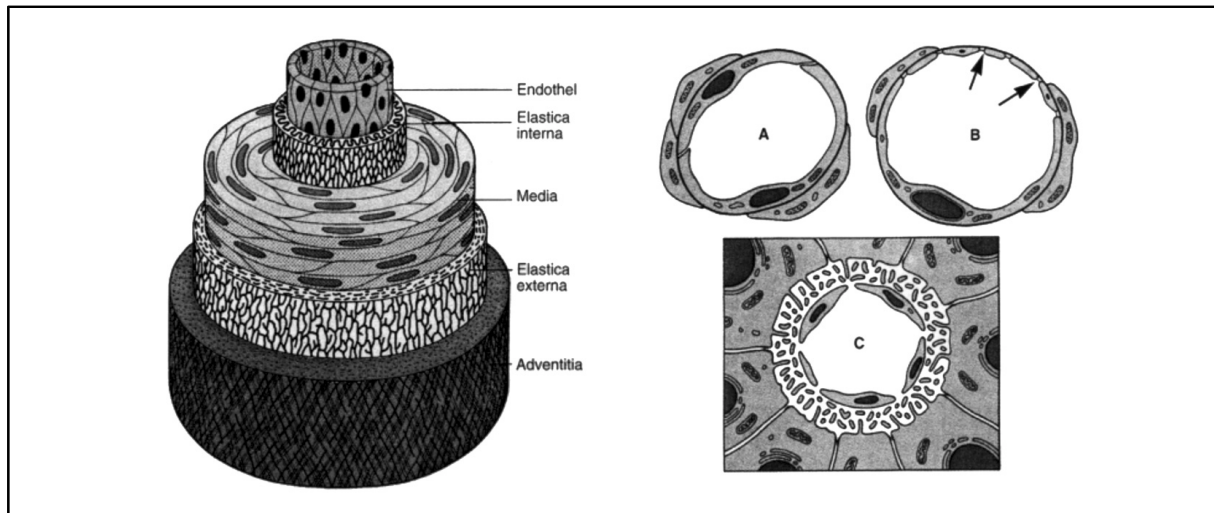 Endothel
Elastica
interna
Media
Elastica
externa
Adventitia
A
B
C